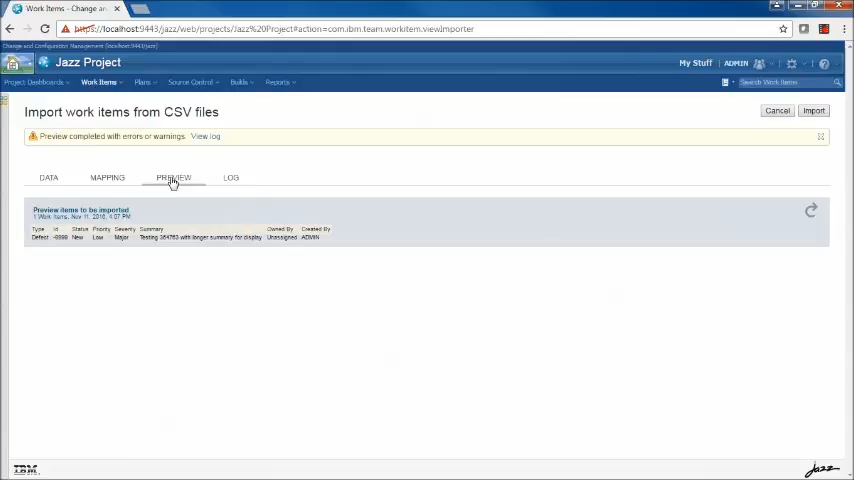 Work Items - Change an
https://localhost:9443/jazz/web/projects/Jazz%20Project#action=com.ibm.team.workitem.viewImporter
Change and Configuration Management (localhost:9443/jazz)
Jazz Project
My Stuff ADMIN
Project Dashboards Work Items Plans Source Control Builds Reports Search Work Items
Import work items from CSV files
Cancel Import
Preview completed with errors or warnings. View log
DATA MAPPING PREVIEW LOG
Preview items to be imported
1 Work Items, Nov 11, 2016, 4:07 PM
Type Id Status Priority Severity Summary Owned By Created By
Defect -9999 New Low Major Testing 364763 with longer summary for display Unassigned ADMIN
IBM Jazz